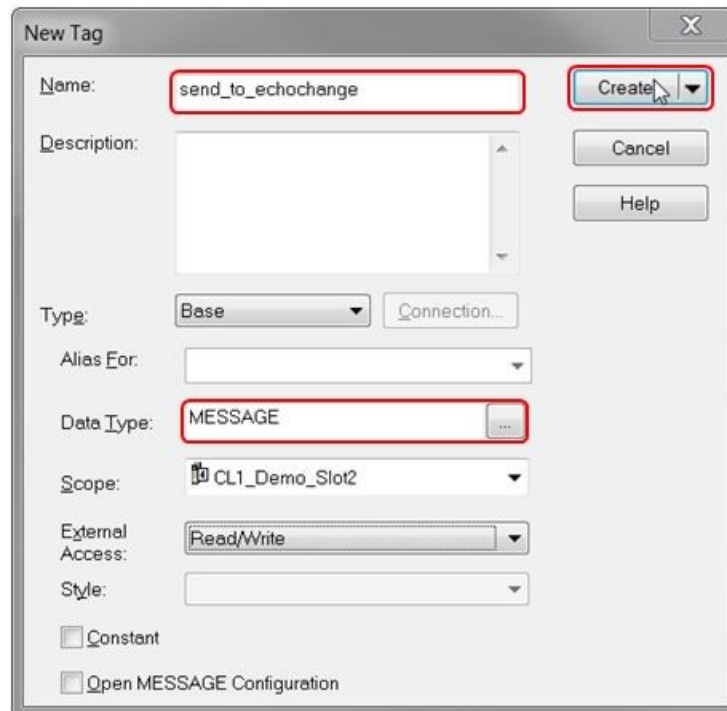 New Tag
Name: send_to_echochange
Create
Description:
Cancel
Help
Type: Base Connection...
Alias For:
Data Type: MESSAGE ...
Scope: CL1_Demo_Slot2
External Access: Read/Write
Style:
Constant
Open MESSAGE Configuration